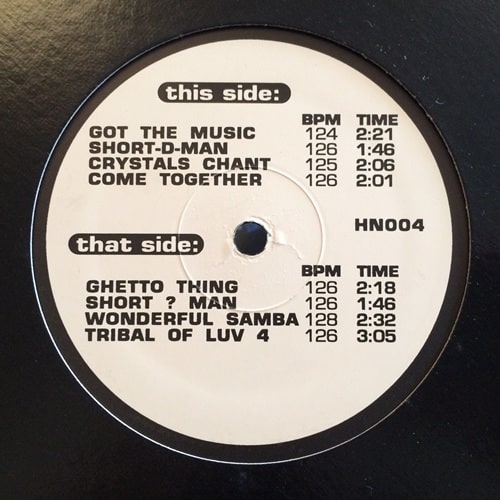 this side:
BPM TIME
GOT THE MUSIC 124 2:21
SHORT-D-MAN 126 1:46
CRYSTALS CHANT 125 2:06
COME TOGETHER 126 2:01
HN004
that side:
BPM TIME
GHETTO THING 126 2:18
SHORT ? MAN 126 1:46
WONDERFUL SAMBA 128 2:32
TRIBAL OF LUV 4 126 3:05